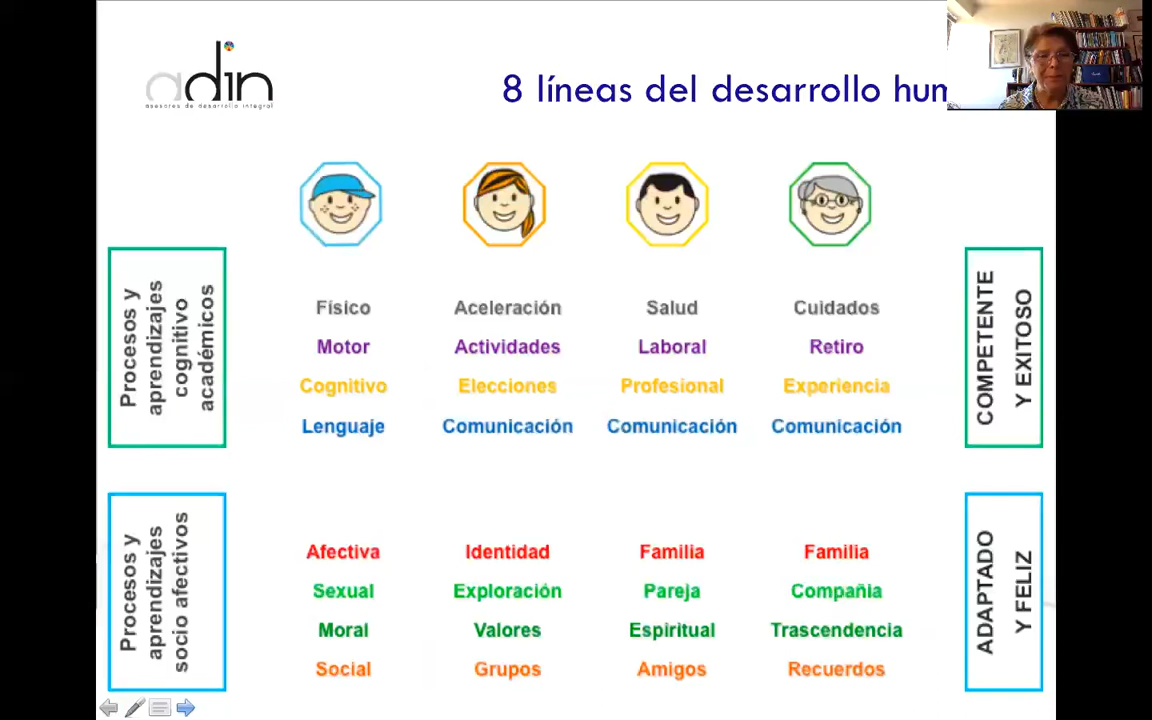 adin
asesores de desarrollo integral
8 líneas del desarrollo hum
Procesos y
aprendizajes
cognitivo
académicos
Físico Aceleración Salud Cuidados
Motor Actividades Laboral Retiro
Cognitivo Elecciones Profesional Experiencia
Lenguaje Comunicación Comunicación Comunicación
COMPETENTE
Y EXITOSO
Procesos y
aprendizajes
socio afectivos
Afectiva Identidad Familia Familia
Sexual Exploración Pareja Compañia
Moral Valores Espiritual Trascendencia
Social Grupos Amigos Recuerdos
ADAPTADO
Y FELIZ